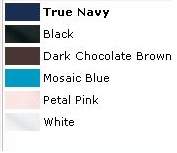 True Navy
Black
Dark Chocolate Brown
Mosaic Blue
Petal Pink
White